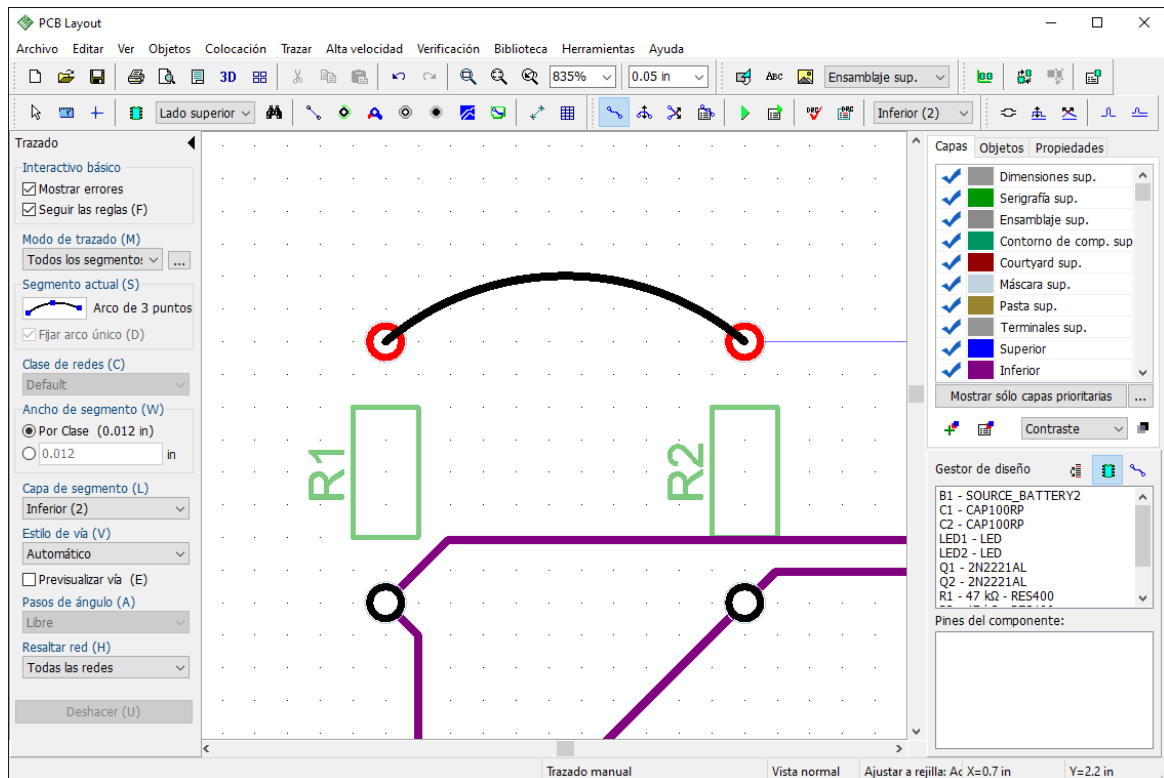 PCB Layout
Archivo Editar Ver Objetos Colocación Trazar Alta velocidad Verificación Biblioteca Herramientas Ayuda
3D 835% 0.05 in ABC Ensamblaje sup.
Lado superior DRC Inferior (2)
Trazado
Interactivo básico
Mostrar errores
Seguir las reglas (F)
Modo de trazado (M)
Todos los segmento: ...
Segmento actual (S)
Arco de 3 puntos
Fijar arco único (D)
Clase de redes (C)
Default
Ancho de segmento (W)
Por Clase (0.012 in)
0.012 in
Capa de segmento (L)
Inferior (2)
Estilo de vía (V)
Automático
Previsualizar vía (E)
Pasos de ángulo (A)
Libre
Resaltar red (H)
Todas las redes
Deshacer (U)
R1
R2
Capas Objetos Propiedades
Dimensiones sup.
Serigrafía sup.
Ensamblaje sup.
Contorno de comp. sup
Courtyard sup.
Máscara sup.
Pasta sup.
Terminales sup.
Superior
Inferior
Mostrar sólo capas prioritarias ...
Contraste
Gestor de diseño
B1 - SOURCE_BATTERY2
C1 - CAP100RP
C2 - CAP100RP
LED1 - LED
LED2 - LED
Q1 - 2N2221AL
Q2 - 2N2221AL
R1 - 47 kΩ - RES400
Pines del componente:
Trazado manual Vista normal Ajustar a rejilla: Ac X=0.7 in Y=2.2 in